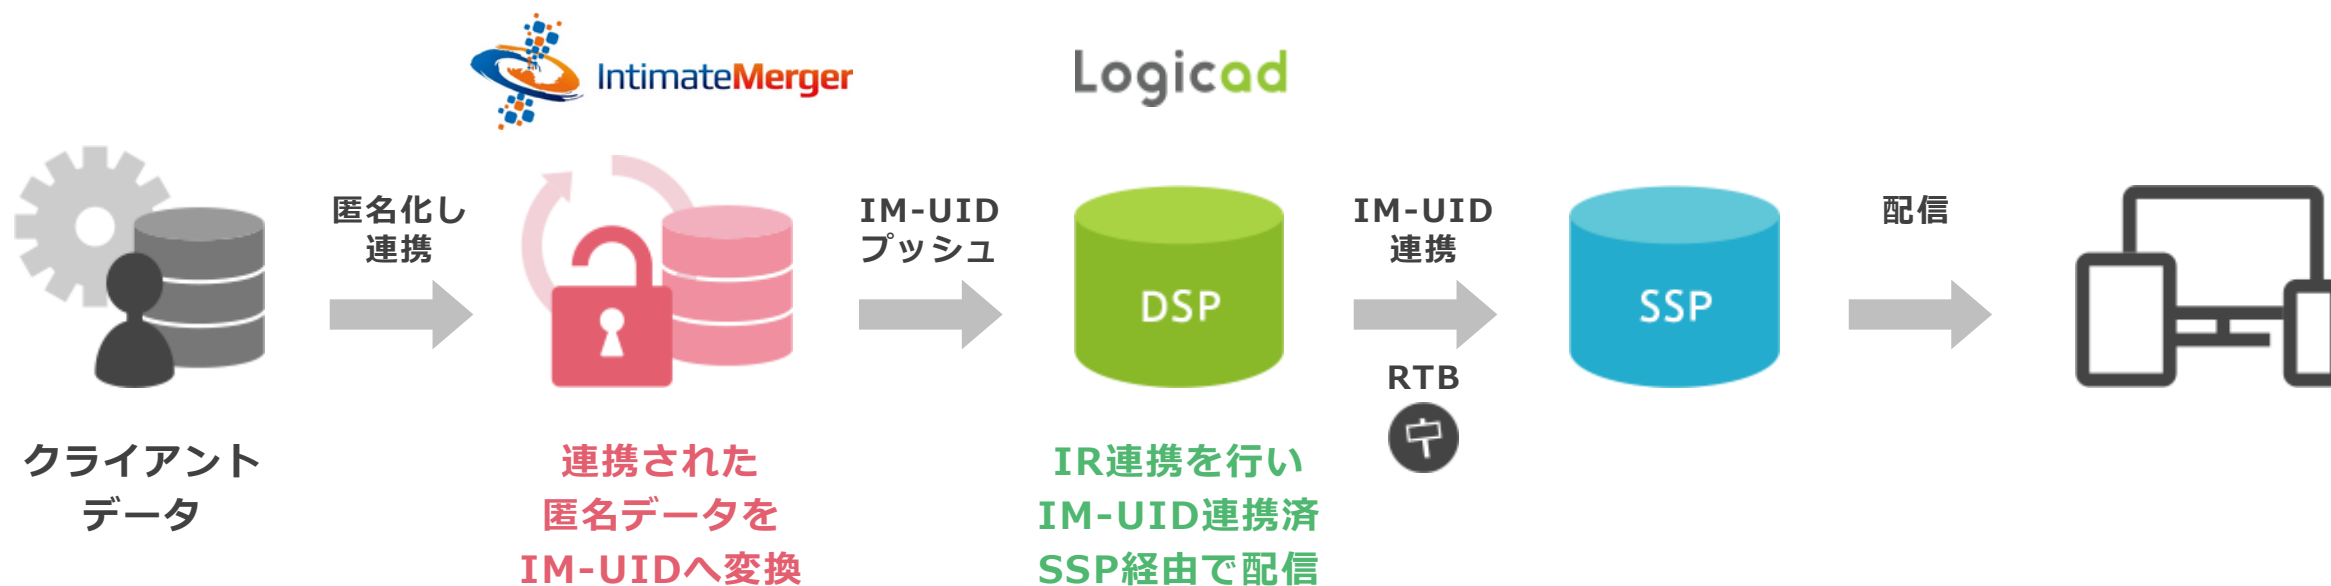 IntimateMerger
Logicad
匿名化し
連携
IM-UID
プッシュ
IM-UID
連携
配信
DSP
SSP
RTB
クライアント
データ
連携された
匿名データを
IM-UIDへ変換
IR連携を行い
IM-UID連携済
SSP経由で配信